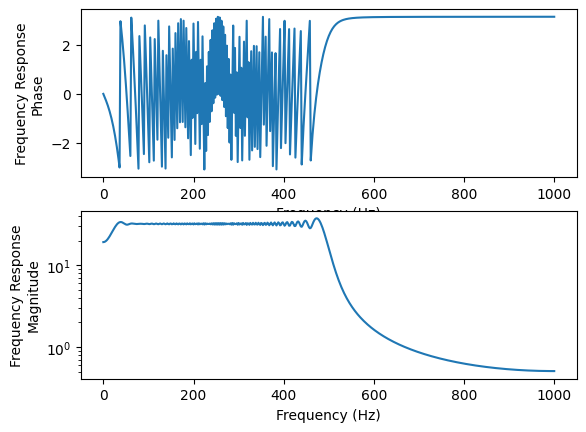 Frequency Response
Phase
2
0
−2
0 200 400 600 800 1000
Frequency (Hz)
Frequency Response
Magnitude
10¹
10⁰
0 200 400 600 800 1000
Frequency (Hz)